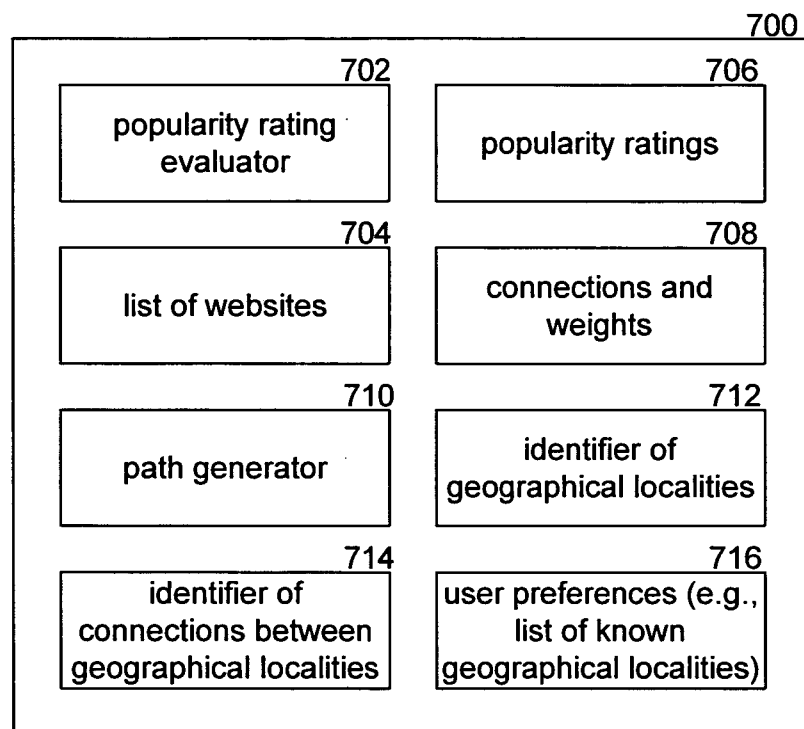 700
702
popularity rating
evaluator
706
popularity ratings
704
list of websites
708
connections and
weights
710
path generator
712
identifier of
geographical localities
714
identifier of
connections between
geographical localities
716
user preferences (e.g.,
list of known
geographical localities)